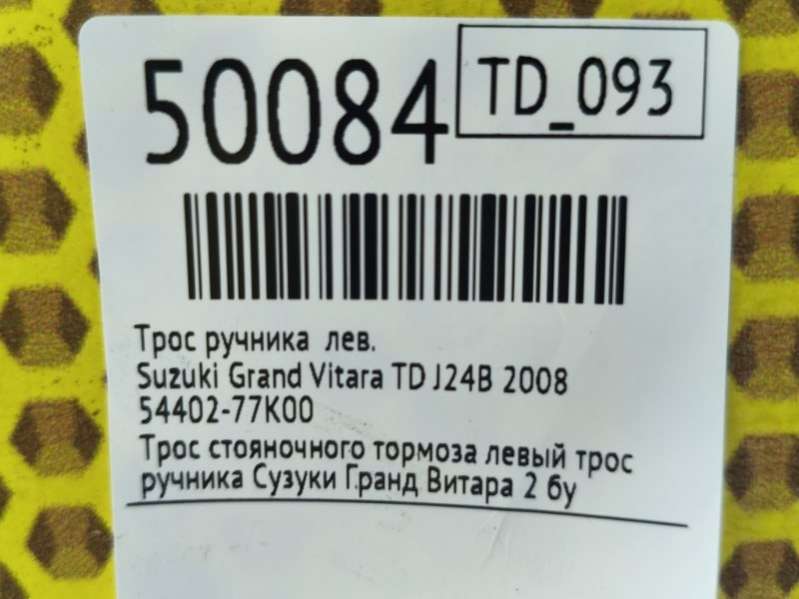 50084
TD_093
Трос ручника лев.
Suzuki Grand Vitara TD J24B 2008
54402-77K00
Трос стояночного тормоза левый трос
ручника Сузуки Гранд Витара 2 бу